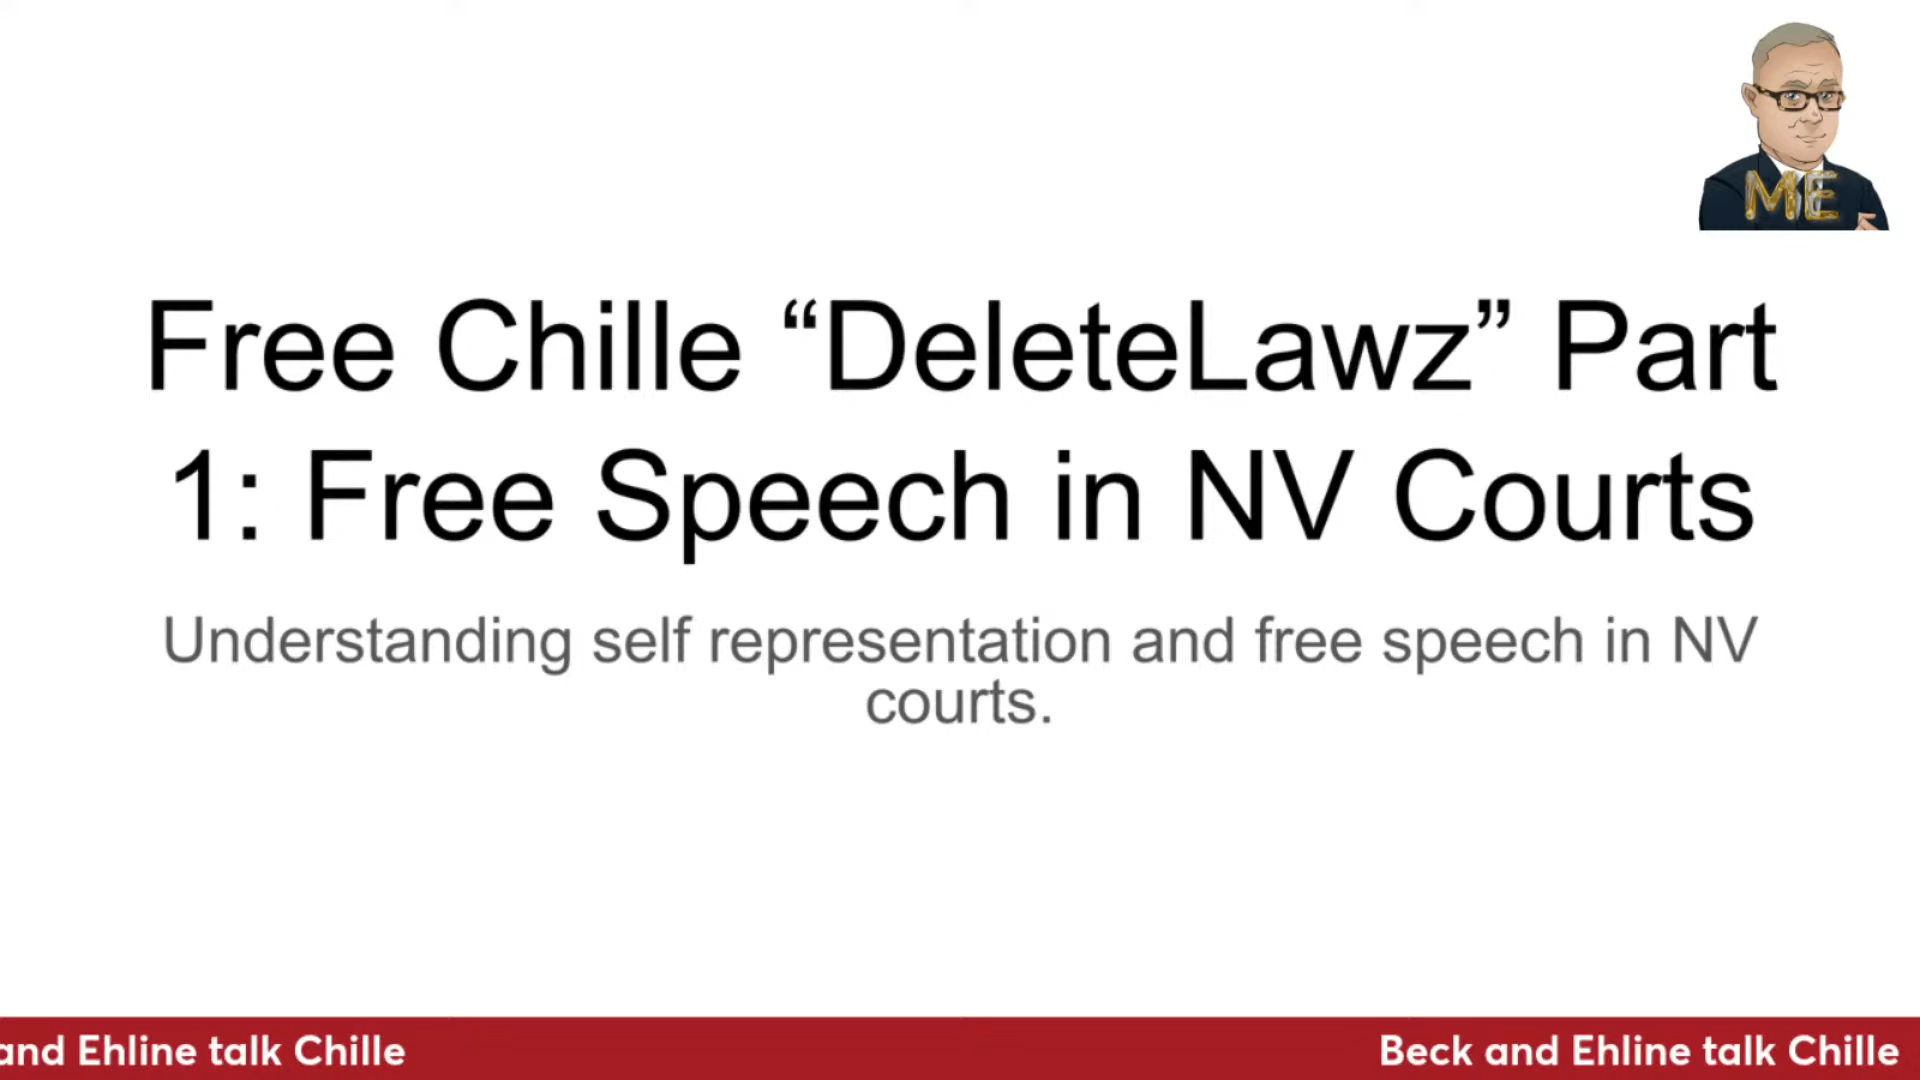 ME
Free Chille “DeleteLawz” Part
1: Free Speech in NV Courts
Understanding self representation and free speech in NV
courts.
and Ehline talk Chille
Beck and Ehline talk Chille